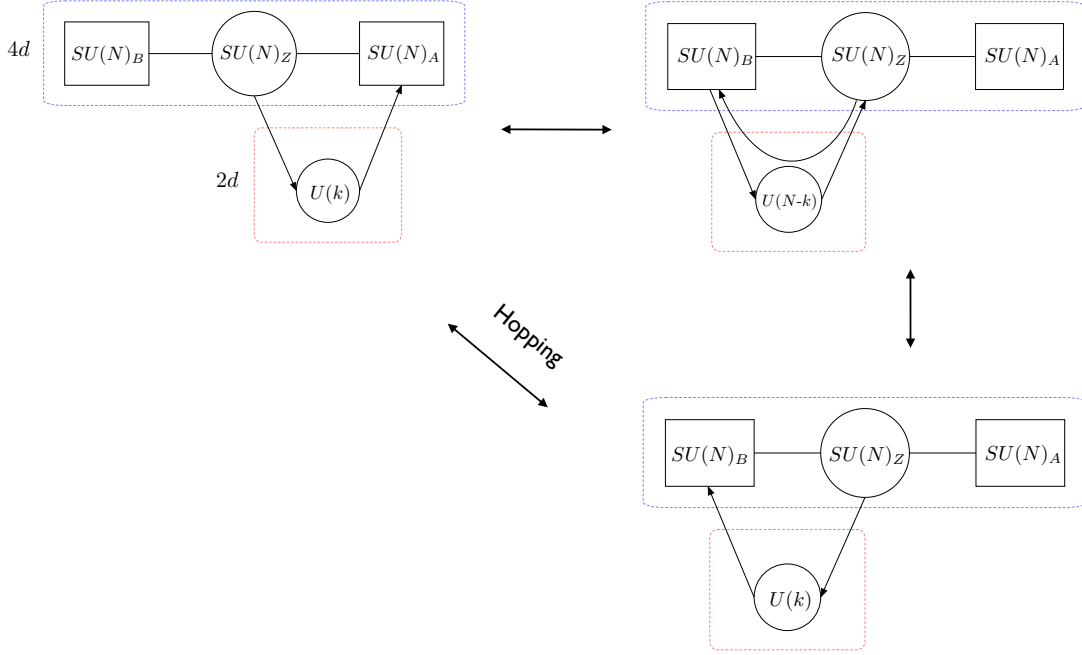 4d
SU(N)_B
SU(N)_Z
SU(N)_A
2d
U(k)
SU(N)_B
SU(N)_Z
SU(N)_A
U(N-k)
Hopping
SU(N)_B
SU(N)_Z
SU(N)_A
U(k)